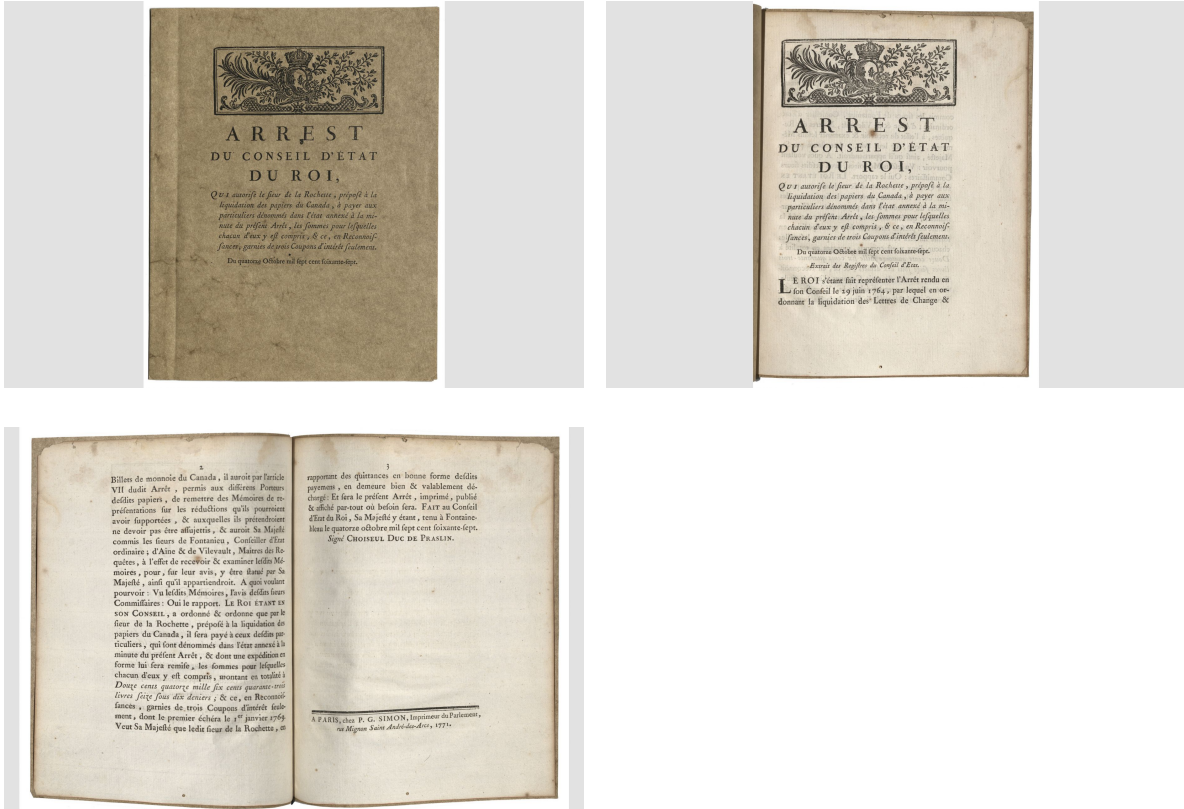 ARREST
DU CONSEIL D'ÉTAT
DU ROI,
QUI autoriſe le ſieur de la Rochette, prépoſé à la
liquidation des papiers du Canada, à payer aux
particuliers dénommés dans l'état annexé à la mi-
nute du préſent Arrêt, les ſommes pour leſquelles
chacun d'eux y eſt compris, & ce, en Reconnoiſ-
ſances, garnies de trois Coupons d'intérêt ſeulement.
Du quatorze Octobre mil ſept cent ſoixante-ſept.
ARREST
DU CONSEIL D'ÉTAT
DU ROI,
QUI autoriſe le ſieur de la Rochette, prépoſé à la
liquidation des papiers du Canada, à payer aux
particuliers dénommés dans l'état annexé à la mi-
nute du préſent Arrêt, les ſommes pour leſquelles
chacun d'eux y eſt compris, & ce, en Reconnoiſ-
ſances, garnies de trois Coupons d'intérêt ſeulement.
Du quatorze Octobre mil ſept cent ſoixante-ſept.
Extrait des Regiſtres du Conſeil d'Etat.
LE ROI s'étant fait repréſenter l'Arrêt rendu en
ſon Conſeil le 29 juin 1764, par lequel en or-
donnant la liquidation des Lettres de Change &
2
Billets de monnoie du Canada, il auroit par l'article
VII dudit Arrêt, permis aux différens Porteurs
deſdits papiers, de remettre des Mémoires de re-
préſentations ſur les réductions qu'ils pourroient
avoir ſupportées, & auxquelles ils prétendroient
ne devoir pas être aſſujettis, & auroit Sa Majeſté
commis les ſieurs de Fontanieu, Conſeiller d'Etat
ordinaire; d'Aine & de Vilevault, Maitres des Re-
quêtes, à l'effet de recevoir & examiner leſdits Mé-
moires, pour, ſur leur avis, y être ſtatué par Sa
Majeſté, ainſi qu'il appartiendroit. A quoi voulant
pourvoir: Vu leſdits Mémoires, l'avis deſdits ſieurs
Commiſſaires: Oui le rapport. LE ROI ÉTANT EN
SON CONSEIL, a ordonné & ordonne que par le
ſieur de la Rochette, prépoſé à la liquidation des
papiers du Canada, il ſera payé à ceux deſdits par-
ticuliers, qui ſont dénommés dans l'état annexé à la
minute du préſent Arrêt, & dont une expédition en
forme lui ſera remiſe, les ſommes pour leſquelles
chacun d'eux y eſt compris, montant en totalité à
Douze cents quatorze mille ſix cents quarante-trois
livres ſeize ſous dix deniers; & ce, en Reconnoiſ-
ſances, garnies de trois Coupons d'intérêt ſeule-
ment, dont le premier échéra le 1er janvier 1769.
Veut Sa Majeſté que ledit ſieur de la Rochette, en
3
rapportant des quittances en bonne forme deſdits
payemens, en demeure bien & valablement dé-
chargé: Et ſera le préſent Arrêt, imprimé, publié
& affiché par-tout où beſoin ſera. FAIT au Conſeil
d'Etat du Roi, Sa Majeſté y étant, tenu à Fontaine-
bleau le quatorze octobre mil ſept cent ſoixante-ſept.
Signé CHOISEUL DUC DE PRASLIN.
A PARIS, chez P. G. SIMON, Imprimeur du Parlement,
rue Mignon Saint André-des-Arcs, 1771.